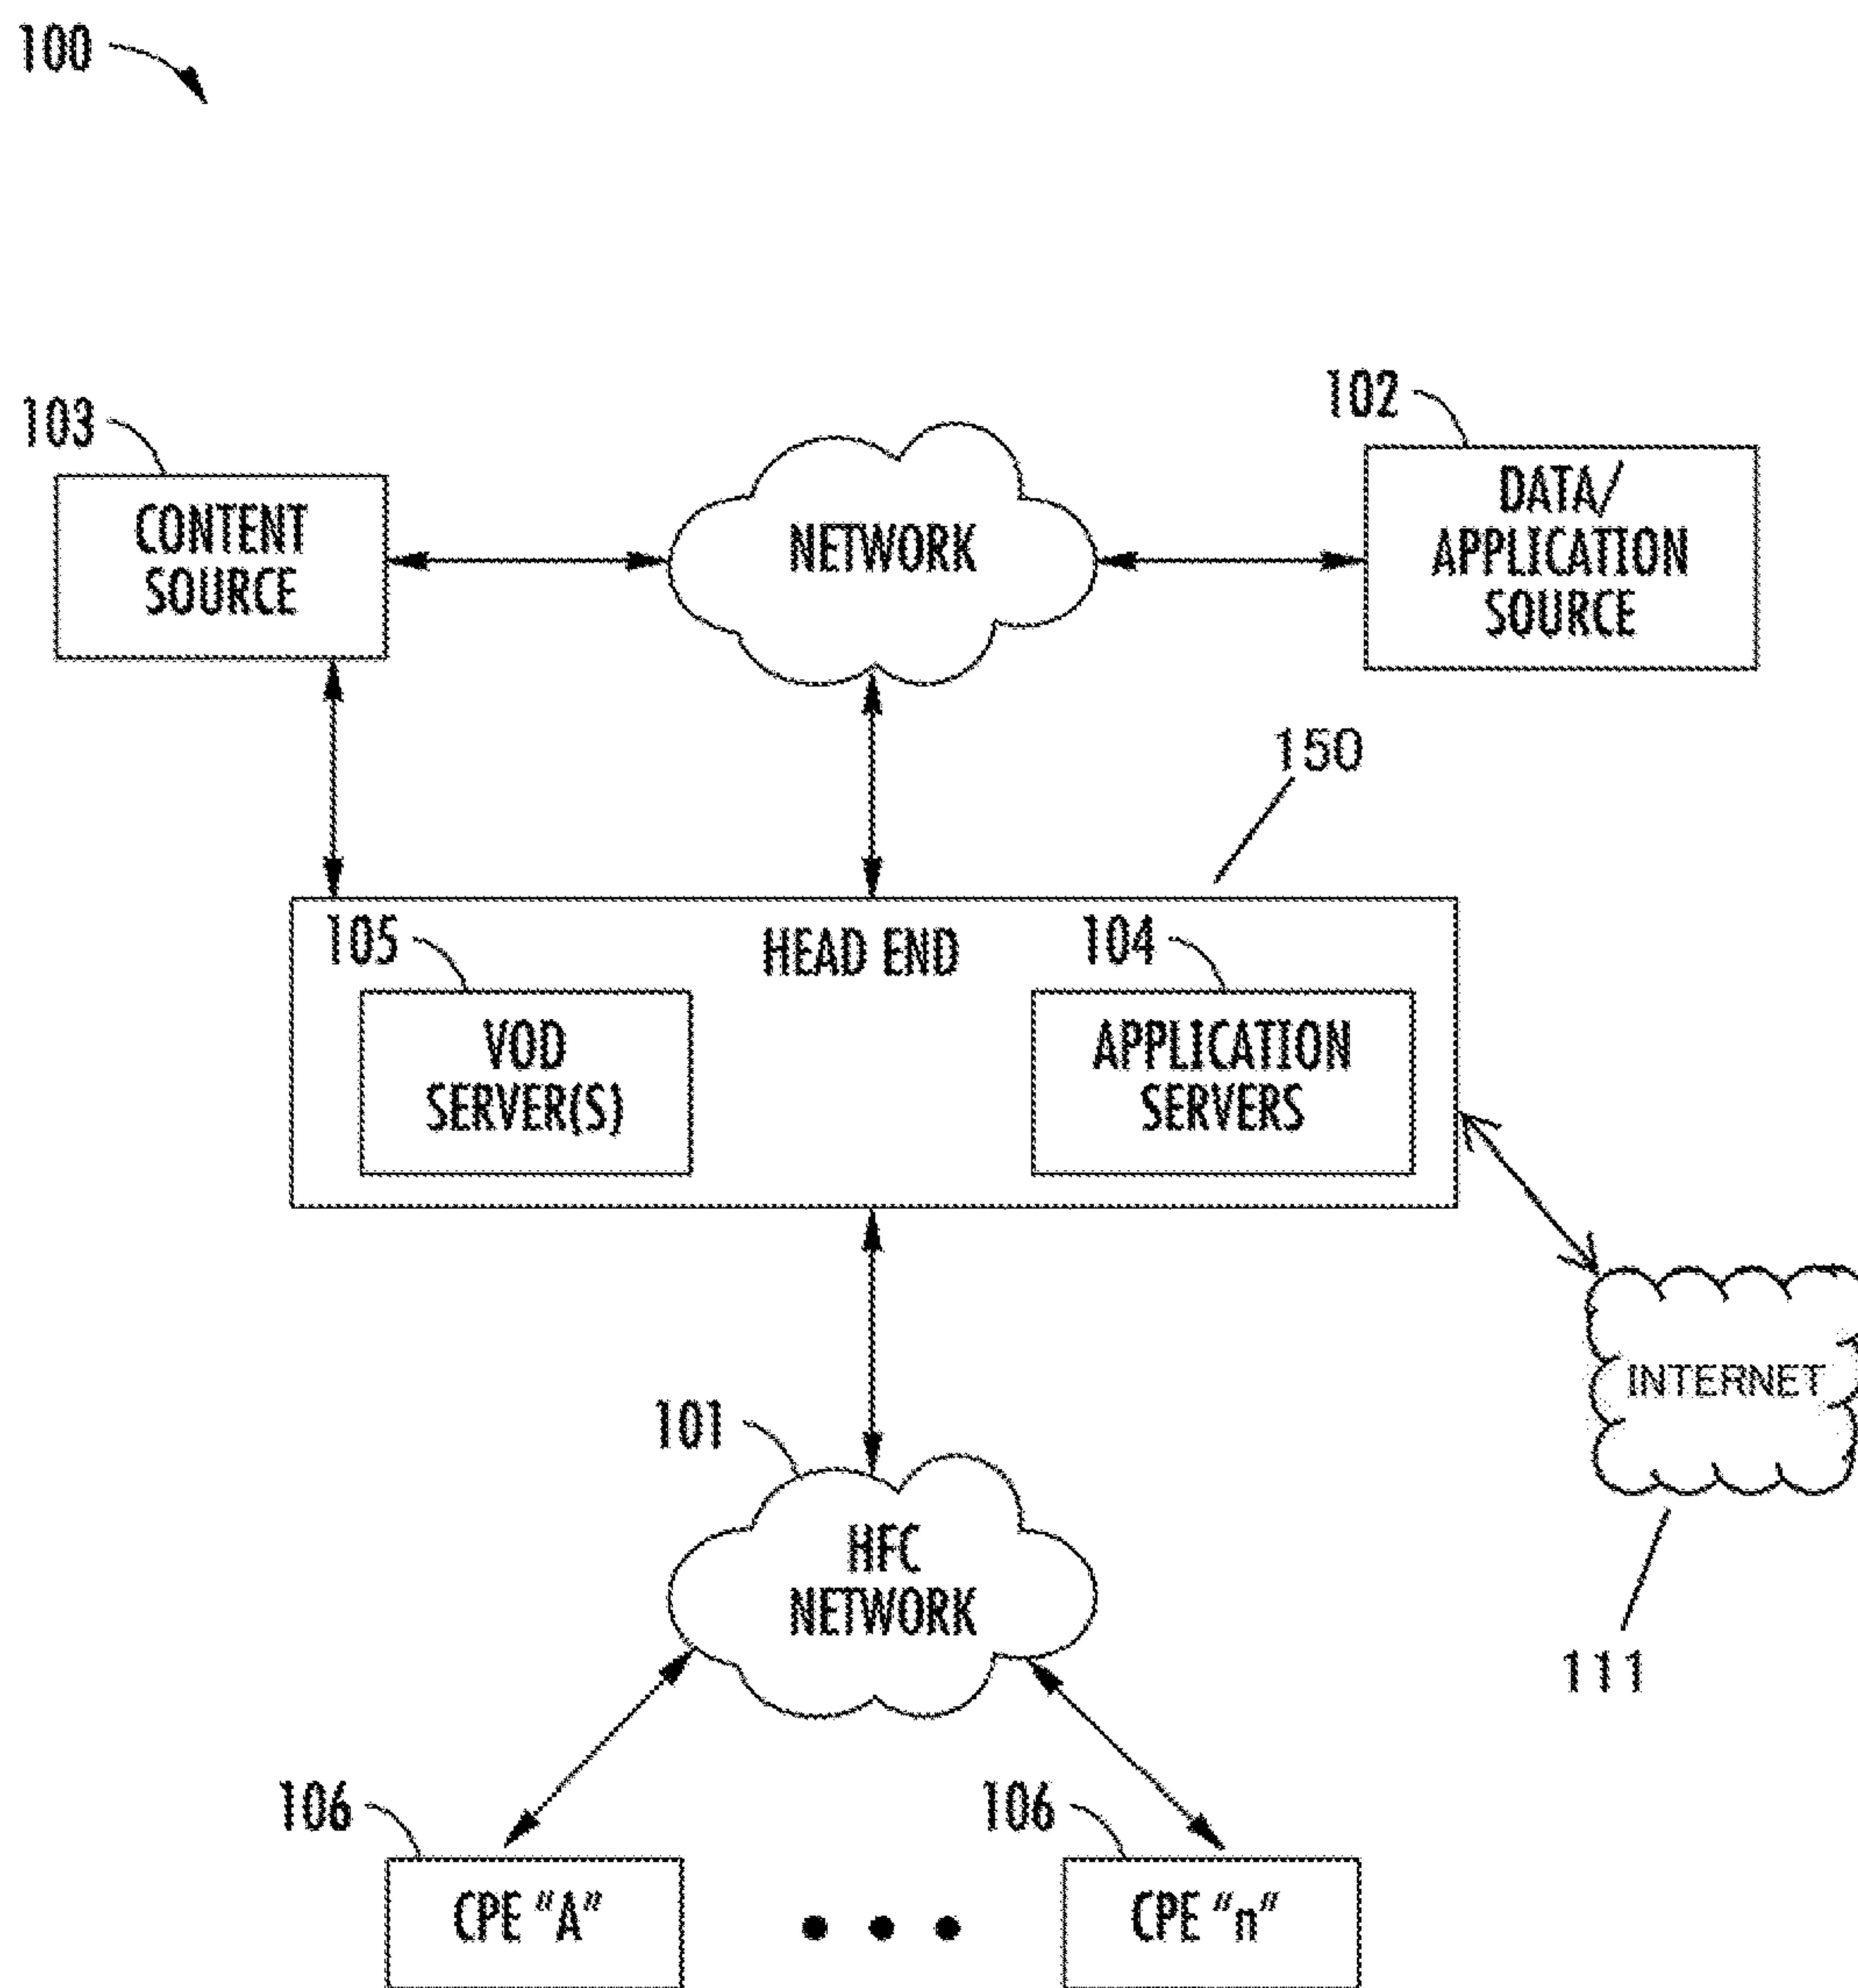 100
103
102
CONTENT
SOURCE
NETWORK
DATA/
APPLICATION
SOURCE
150
105
HEAD END
104
VOD
SERVER(S)
APPLICATION
SERVERS
INTERNET
101
HFC
NETWORK
111
106
106
CPE "A"
CPE "n"